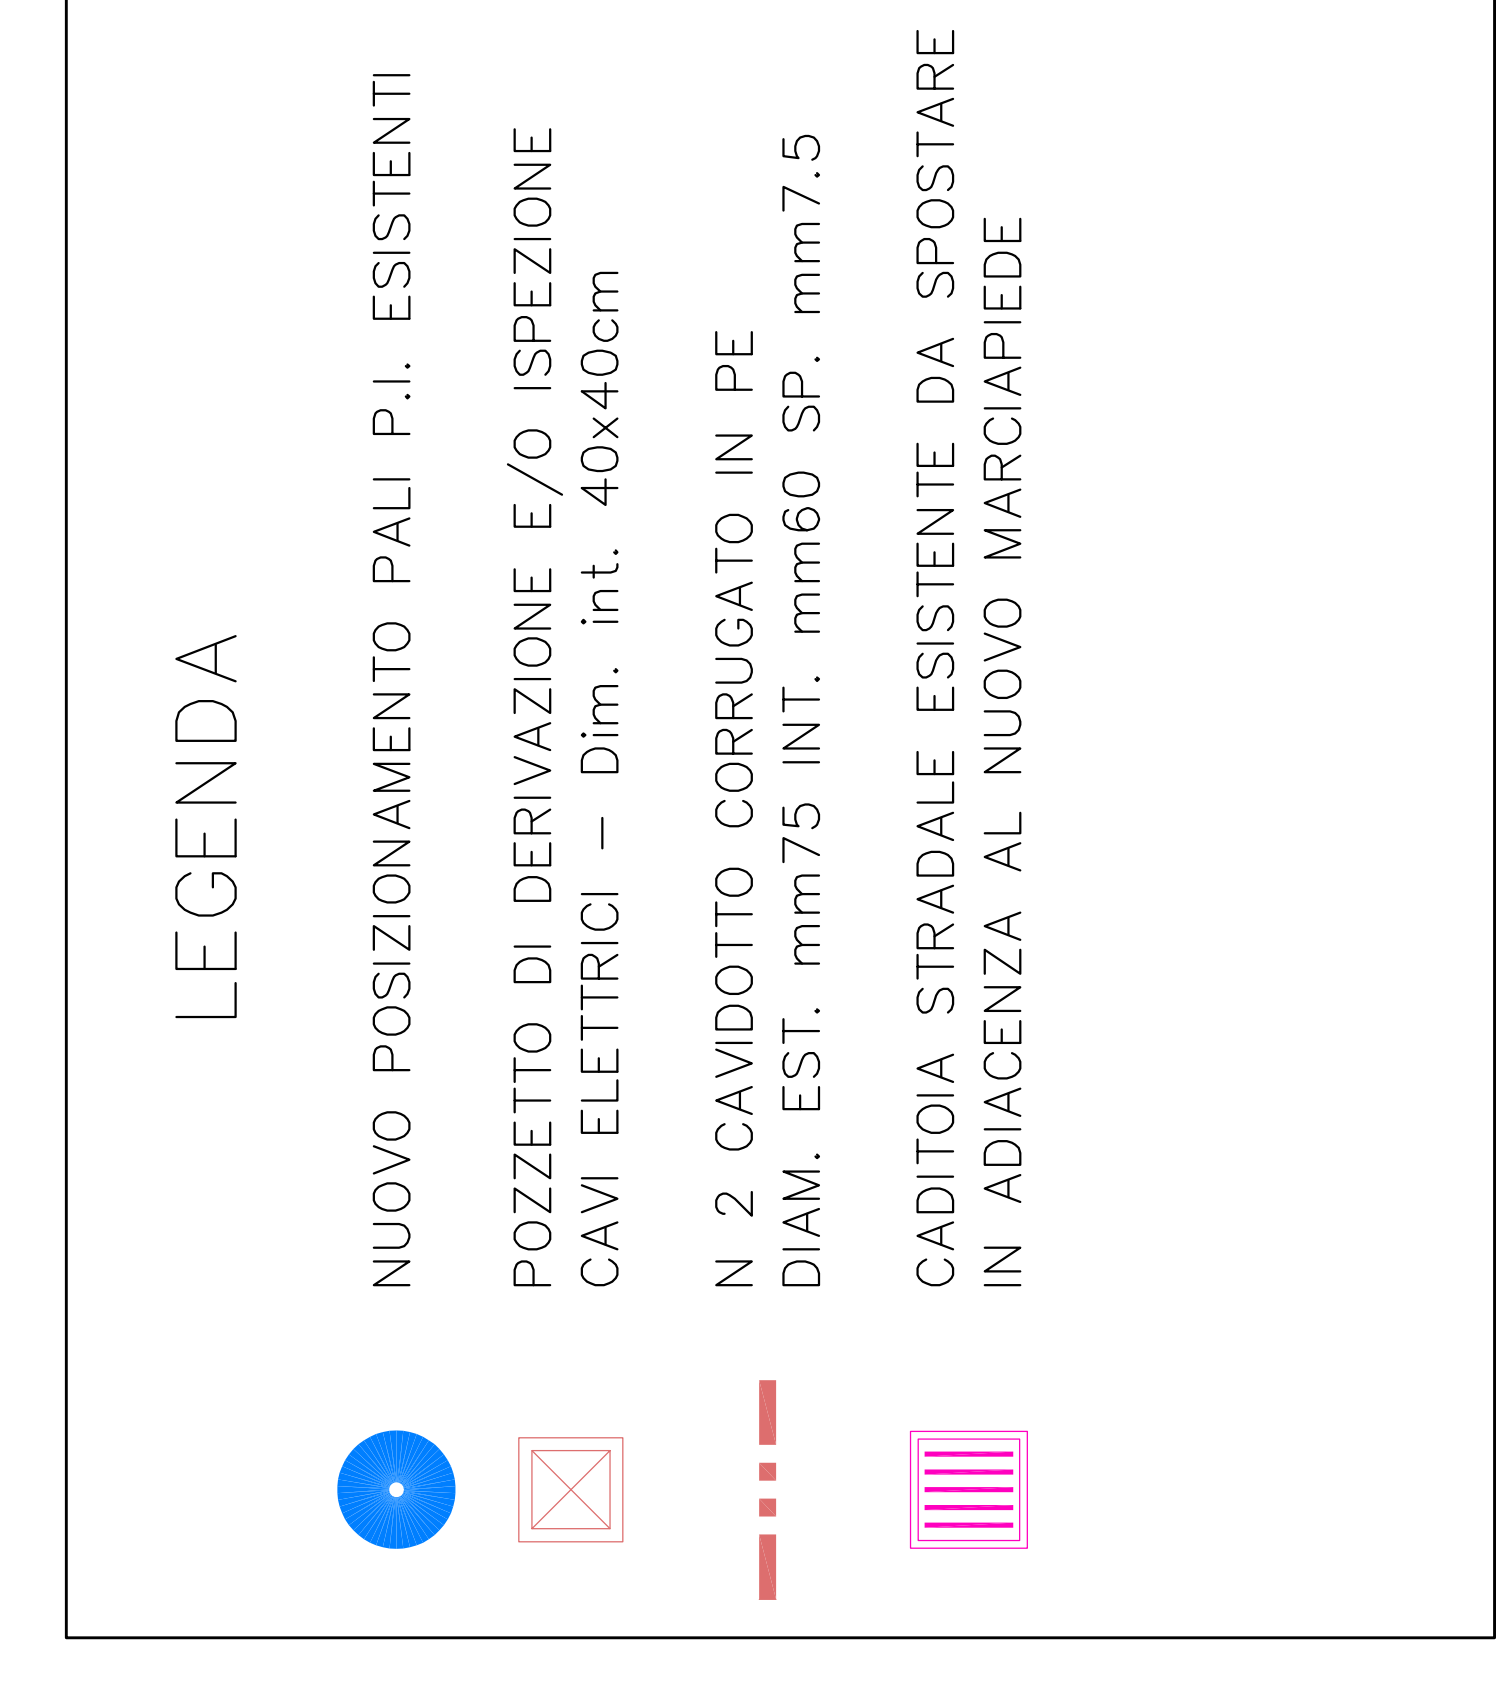 LEGENDA
NUOVO POSIZIONAMENTO PALI P.I. ESISTENTI
POZZETTO DI DERIVAZIONE E/O ISPEZIONE
CAVI ELETTRICI - Dim. int. 40x40cm
N 2 CAVIDOTTO CORRUGATO IN PE
DIAM. EST. mm75 INT. mm60 SP. mm7.5
CADITOIA STRADALE ESISTENTE DA SPOSTARE
IN ADIACENZA AL NUOVO MARCIAPIEDE